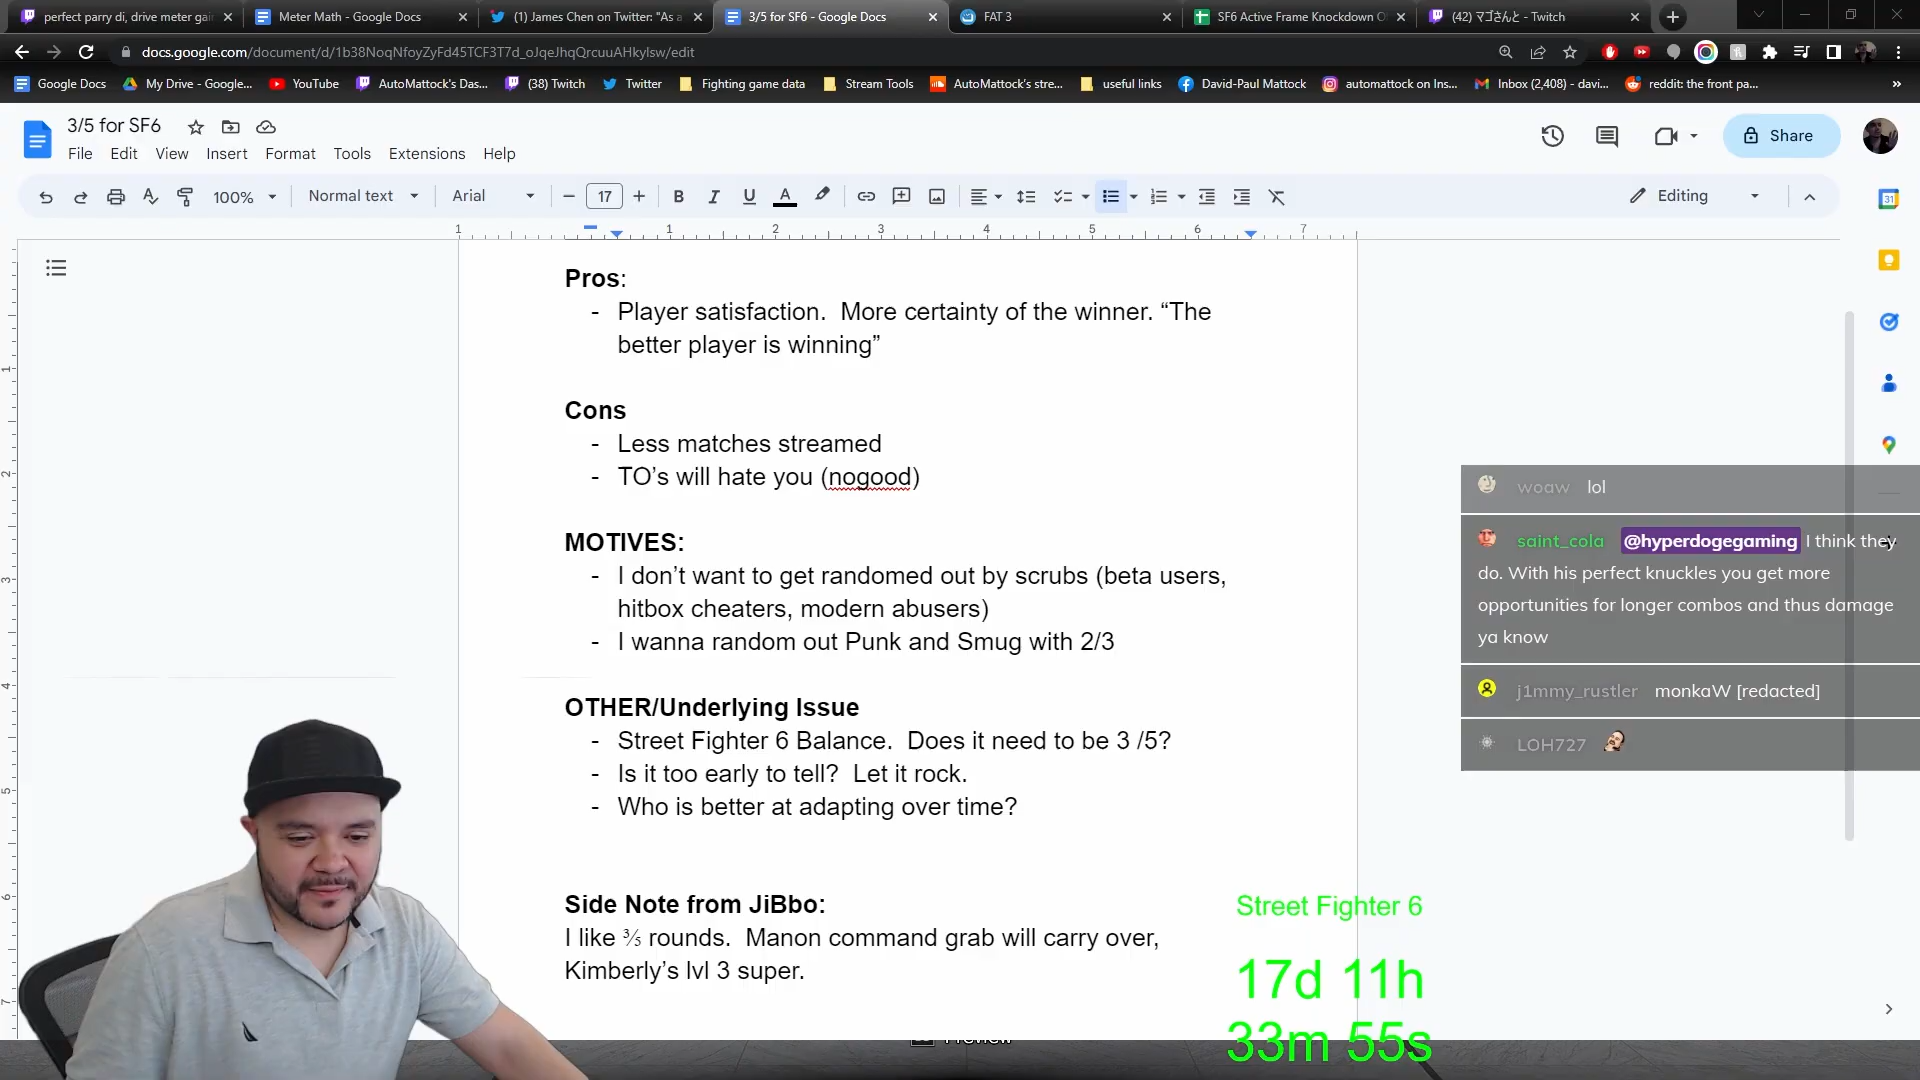 perfect parry di, drive meter gai
Meter Math - Google Docs
(1) James Chen on Twitter: "As a
3/5 for SF6 - Google Docs
FAT 3
SF6 Active Frame Knockdown O
(42) マゴさんと - Twitch
docs.google.com/document/d/1b38NoqNfoyZyFd45TCF3T7d_oJqeJhqQrcuuAHkyIsw/edit
Google Docs
My Drive - Google...
YouTube
AutoMattock's Das...
(38) Twitch
Twitter
Fighting game data
Stream Tools
AutoMattock's stre...
useful links
David-Paul Mattock
automattock on Ins...
Inbox (2,408) - davi...
reddit: the front pa...
3/5 for SF6
File Edit View Insert Format Tools Extensions Help
Share
100% Normal text Arial 17
Editing
1 1 2 3 4 5 6 7
Pros:
- Player satisfaction. More certainty of the winner. “The
better player is winning”
Cons
- Less matches streamed
- TO’s will hate you (nogood)
MOTIVES:
- I don’t want to get randomed out by scrubs (beta users,
hitbox cheaters, modern abusers)
- I wanna random out Punk and Smug with 2/3
OTHER/Underlying Issue
- Street Fighter 6 Balance. Does it need to be 3 /5?
- Is it too early to tell? Let it rock.
- Who is better at adapting over time?
Side Note from JiBbo:
I like ⅗ rounds. Manon command grab will carry over,
Kimberly’s lvl 3 super.
woaw lol
saint_cola @hyperdogegaming I think they
do. With his perfect knuckles you get more
opportunities for longer combos and thus damage
ya know
j1mmy_rustler monkaW [redacted]
LOH727
Street Fighter 6
17d 11h
33m 55s